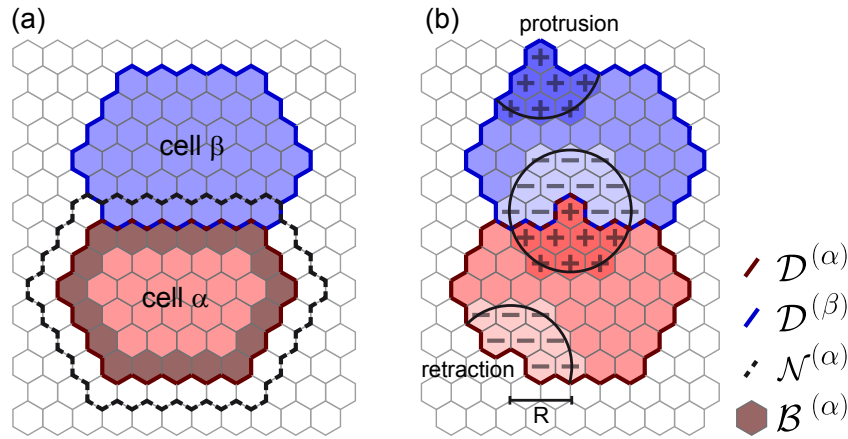 (a)
(b)
protrusion
cell β
cell α
retraction
R
𝒟^(α)
𝒟^(β)
𝒩^(α)
ℬ^(α)
+
+ +
+ + +
− − −
− − − −
− − − −
+
+ + + +
+ + +
− − −
− − −
− −